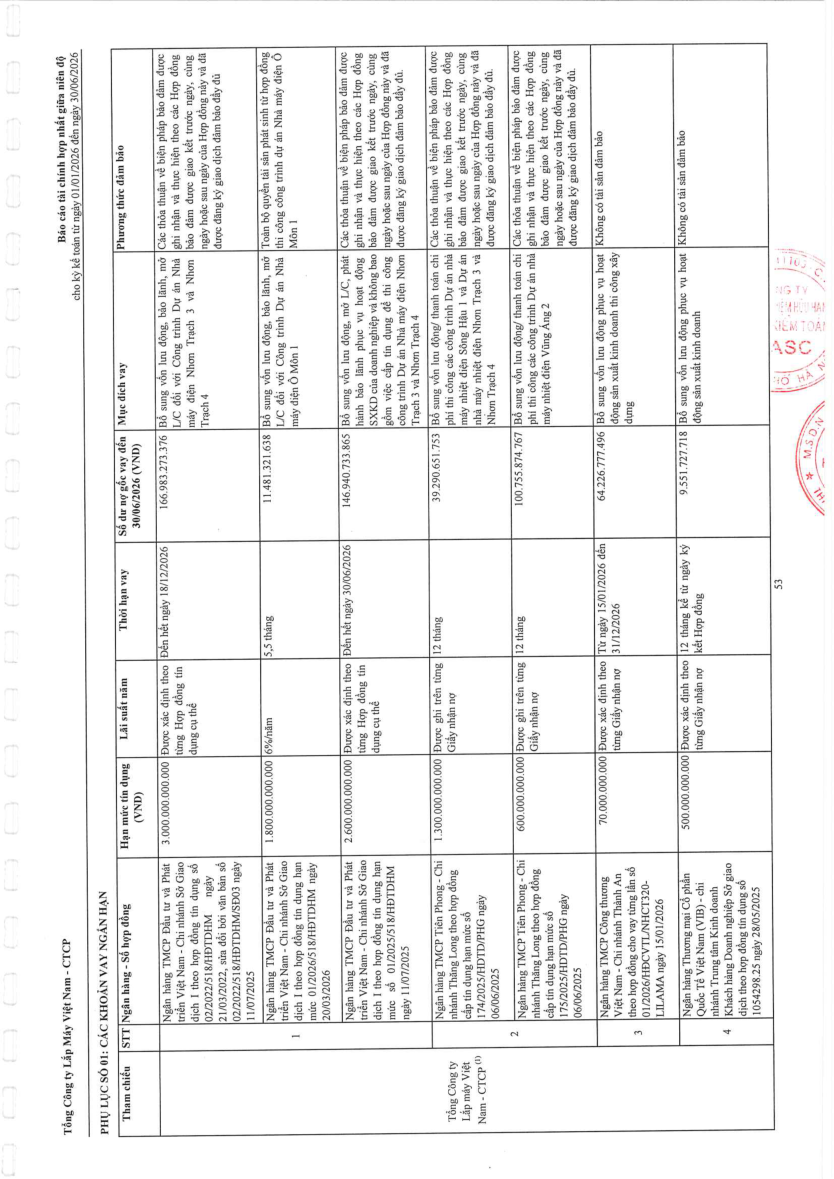 Tổng Công ty Lắp Máy Việt Nam - CTCP
Báo cáo tài chính hợp nhất giữa niên độ
cho kỳ kế toán từ ngày 01/01/2026 đến ngày 30/06/2026
PHỤ LỤC SỐ 01: CÁC KHOẢN VAY NGẮN HẠN
Tham chiếu
STT
Ngân hàng - Số hợp đồng
Hạn mức tín dụng
(VND)
Lãi suất năm
Thời hạn vay
Số dư nợ gốc vay đến
30/06/2026 (VND)
Mục đích vay
Phương thức đảm bảo
Tổng Công ty
Lắp máy Việt
Nam - CTCP (1)
1
Ngân hàng TMCP Đầu tư và Phát
triển Việt Nam - Chi nhánh Sở Giao
dịch 1 theo hợp đồng tín dụng số
02/2022/518/HĐTDHM ngày
21/03/2022, sửa đổi bởi văn bản số
02/2022/518/HĐTDHM/SĐ03 ngày
11/07/2025
3.000.000.000.000
Được xác định theo
từng Hợp đồng tín
dụng cụ thể
Đến hết ngày 18/12/2026
166.983.273.376
Bổ sung vốn lưu động, bảo lãnh, mở
L/C đối với Công trình Dự án Nhà
máy điện Nhơn Trạch 3 và Nhơn
Trạch 4
Các thỏa thuận về biện pháp bảo đảm được
ghi nhận và thực hiện theo các Hợp đồng
bảo đảm được giao kết trước ngày, cùng
ngày hoặc sau ngày của Hợp đồng này và đã
được đăng ký giao dịch đảm bảo đầy đủ
Ngân hàng TMCP Đầu tư và Phát
triển Việt Nam - Chi nhánh Sở Giao
dịch 1 theo hợp đồng tín dụng hạn
mức 01/2026/518/HĐTDHM ngày
20/03/2026
1.800.000.000.000
6%/năm
5,5 tháng
11.481.321.638
Bổ sung vốn lưu động, bảo lãnh, mở
L/C đối với Công trình Dự án Nhà
máy điện Ô Môn 1
Toàn bộ quyền tài sản phát sinh từ hợp đồng
thi công công trình dự án Nhà máy điện Ô
Môn 1
Ngân hàng TMCP Đầu tư và Phát
triển Việt Nam - Chi nhánh Sở Giao
dịch 1 theo hợp đồng tín dụng hạn
mức số 01/2025/518/HĐTDHM
ngày 11/07/2025
2.600.000.000.000
Được xác định theo
từng Hợp đồng tín
dụng cụ thể
Đến hết ngày 30/06/2026
146.940.733.865
Bổ sung vốn lưu động, mở L/C, phát
hành bảo lãnh phục vụ hoạt động
SXKD của doanh nghiệp và không bao
gồm việc cấp tín dụng để thi công
công trình Dự án Nhà máy điện Nhơn
Trạch 3 và Nhơn Trạch 4
Các thỏa thuận về biện pháp bảo đảm được
ghi nhận và thực hiện theo các Hợp đồng
bảo đảm được giao kết trước ngày, cùng
ngày hoặc sau ngày của Hợp đồng này và đã
được đăng ký giao dịch đảm bảo đầy đủ.
2
Ngân hàng TMCP Tiên Phong - Chi
nhánh Thăng Long theo hợp đồng
cấp tín dụng hạn mức số
174/2025/HĐTD/PHG ngày
06/06/2025
1.300.000.000.000
Được ghi trên từng
Giấy nhận nợ
12 tháng
39.290.651.753
Bổ sung vốn lưu động/ thanh toán chi
phí thi công các công trình Dự án nhà
máy nhiệt điện Sông Hậu 1 và Dự án
nhà máy nhiệt điện Nhơn Trạch 3 và
Nhơn Trạch 4
Các thỏa thuận về biện pháp bảo đảm được
ghi nhận và thực hiện theo các Hợp đồng
bảo đảm được giao kết trước ngày, cùng
ngày hoặc sau ngày của Hợp đồng này và đã
được đăng ký giao dịch đảm bảo đầy đủ.
Ngân hàng TMCP Tiên Phong - Chi
nhánh Thăng Long theo hợp đồng
cấp tín dụng hạn mức số
175/2025/HĐTD/PHG ngày
06/06/2025
600.000.000.000
Được ghi trên từng
Giấy nhận nợ
12 tháng
100.755.874.767
Bổ sung vốn lưu động/ thanh toán chi
phí thi công các công trình Dự án nhà
máy nhiệt điện Vũng Áng 2
Các thỏa thuận về biện pháp bảo đảm được
ghi nhận và thực hiện theo các Hợp đồng
bảo đảm được giao kết trước ngày, cùng
ngày hoặc sau ngày của Hợp đồng này và đã
được đăng ký giao dịch đảm bảo đầy đủ.
3
Ngân hàng TMCP Công thương
Việt Nam - Chi nhánh Thành An
theo hợp đồng cho vay từng lần số
01/2026/HĐCVTL/NHCT320-
LILAMA ngày 15/01/2026
70.000.000.000
Được xác định theo
từng Giấy nhận nợ
Từ ngày 15/01/2026 đến
31/12/2026
64.226.777.496
Bổ sung vốn lưu động phục vụ hoạt
động sản xuất kinh doanh thi công xây
dựng
Không có tài sản đảm bảo
4
Ngân hàng Thương mại Cổ phần
Quốc Tế Việt Nam (VIB) - chi
nhánh Trung tâm Kinh doanh
Khách hàng Doanh nghiệp Sở giao
dịch theo hợp đồng tín dụng số
1054298.25 ngày 28/05/2025
500.000.000.000
Được xác định theo
từng Giấy nhận nợ
12 tháng kể từ ngày ký
kết Hợp đồng
9.551.727.718
Bổ sung vốn lưu động phục vụ hoạt
động sản xuất kinh doanh
Không có tài sản đảm bảo
53
M.S.D.N
ASC